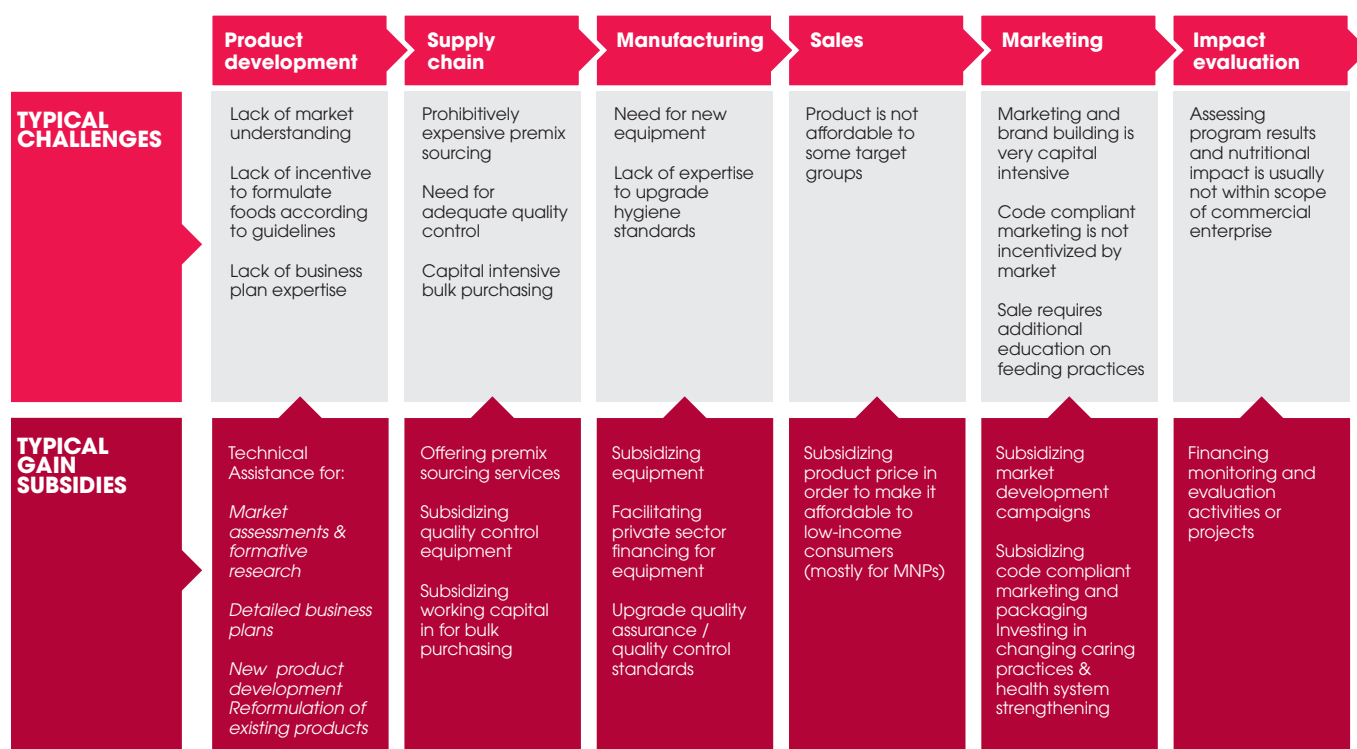 Product
development
Supply
chain
Manufacturing
Sales
Marketing
Impact
evaluation
TYPICAL
CHALLENGES
Lack of market
understanding
Lack of incentive
to formulate
foods according
to guidelines
Lack of business
plan expertise
Prohibitively
expensive premix
sourcing
Need for
adequate quality
control
Capital intensive
bulk purchasing
Need for new
equipment
Lack of expertise
to upgrade
hygiene
standards
Product is not
affordable to
some target
groups
Marketing and
brand building is
very capital
intensive
Code compliant
marketing is not
incentivized by
market
Sale requires
additional
education on
feeding practices
Assessing
program results
and nutritional
impact is usually
not within scope
of commercial
enterprise
TYPICAL
GAIN
SUBSIDIES
Technical
Assistance for:
Market
assessments &
formative
research
Detailed business
plans
New product
development
Reformulation of
existing products
Offering premix
sourcing services
Subsidizing
quality control
equipment
Subsidizing
working capital
in for bulk
purchasing
Subsidizing
equipment
Facilitating
private sector
financing for
equipment
Upgrade quality
assurance /
quality control
standards
Subsidizing
product price in
order to make it
affordable to
low-income
consumers
(mostly for MNPs)
Subsidizing
market
development
campaigns
Subsidizing
code compliant
marketing and
packaging
Investing in
changing caring
practices &
health system
strengthening
Financing
monitoring and
evaluation
activities or
projects